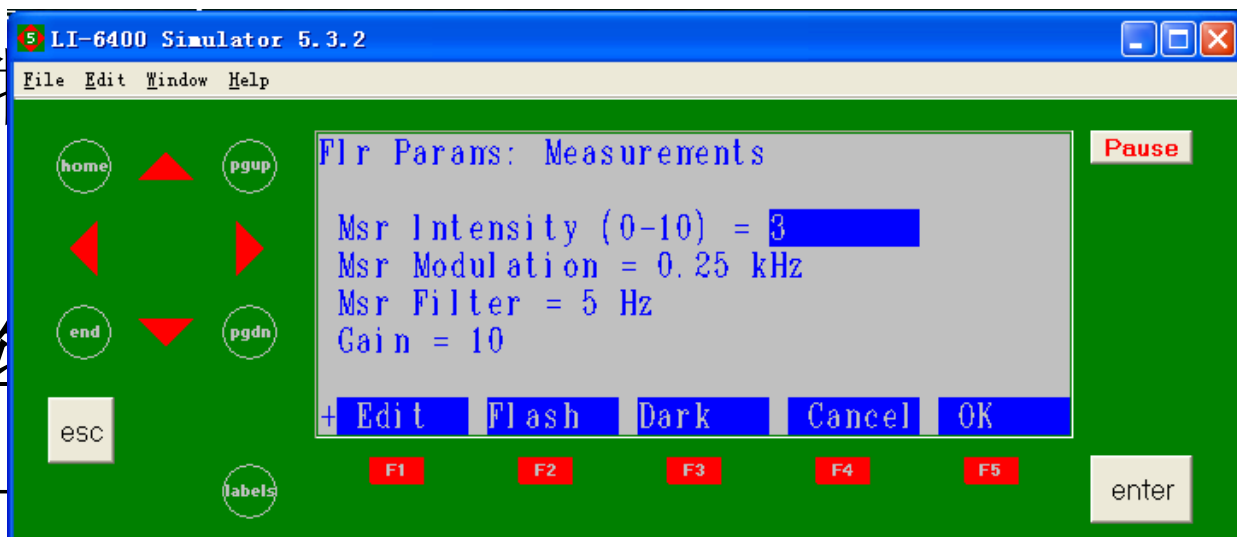 5 LI-6400 Simulator 5.3.2
File Edit Window Help
home
pgup
end
pgdn
esc
labels
Flr Params: Measurements
Msr Intensity (0-10) = 3
Msr Modulation = 0.25 kHz
Msr Filter = 5 Hz
Gain = 10
+ Edit Flash Dark Cancel OK
F1 F2 F3 F4 F5
Pause
enter